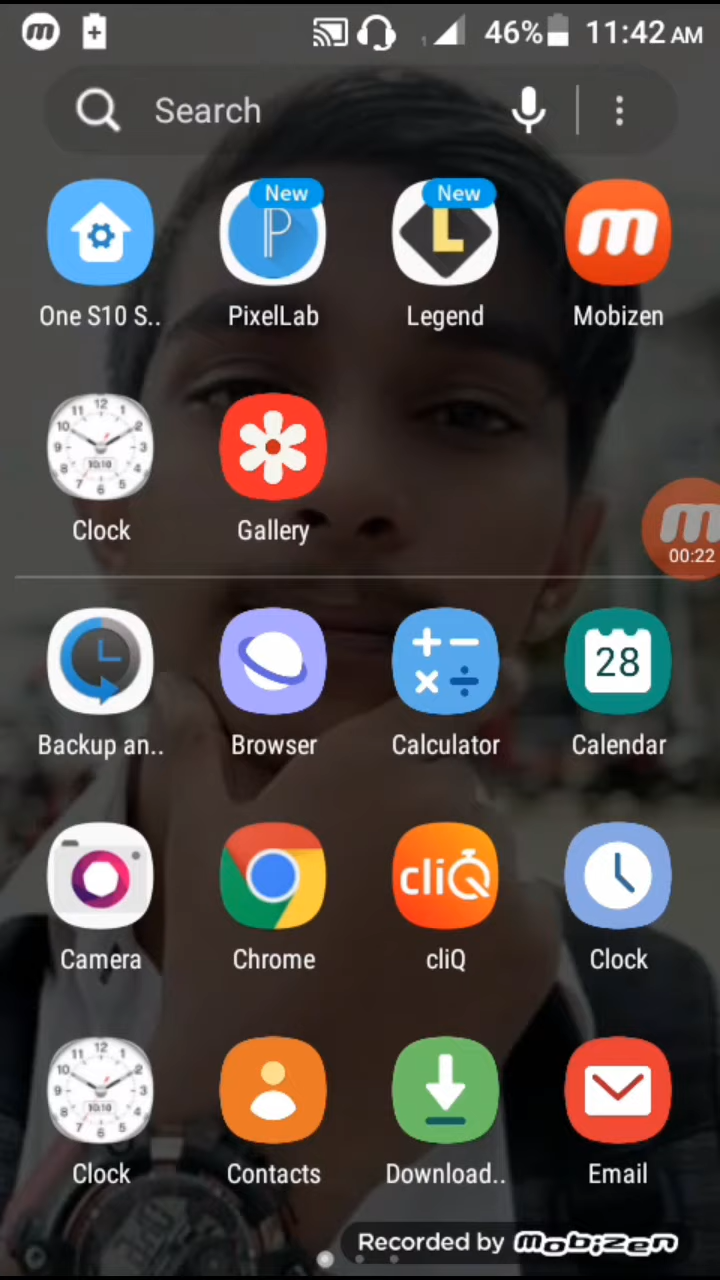 46% 11:42 AM
Search
New New
One S10 S.. PixelLab Legend Mobizen
Clock Gallery
00:22
28
Backup an.. Browser Calculator Calendar
cliQ
Camera Chrome cliQ Clock
Clock Contacts Download.. Email
Recorded by mobizen